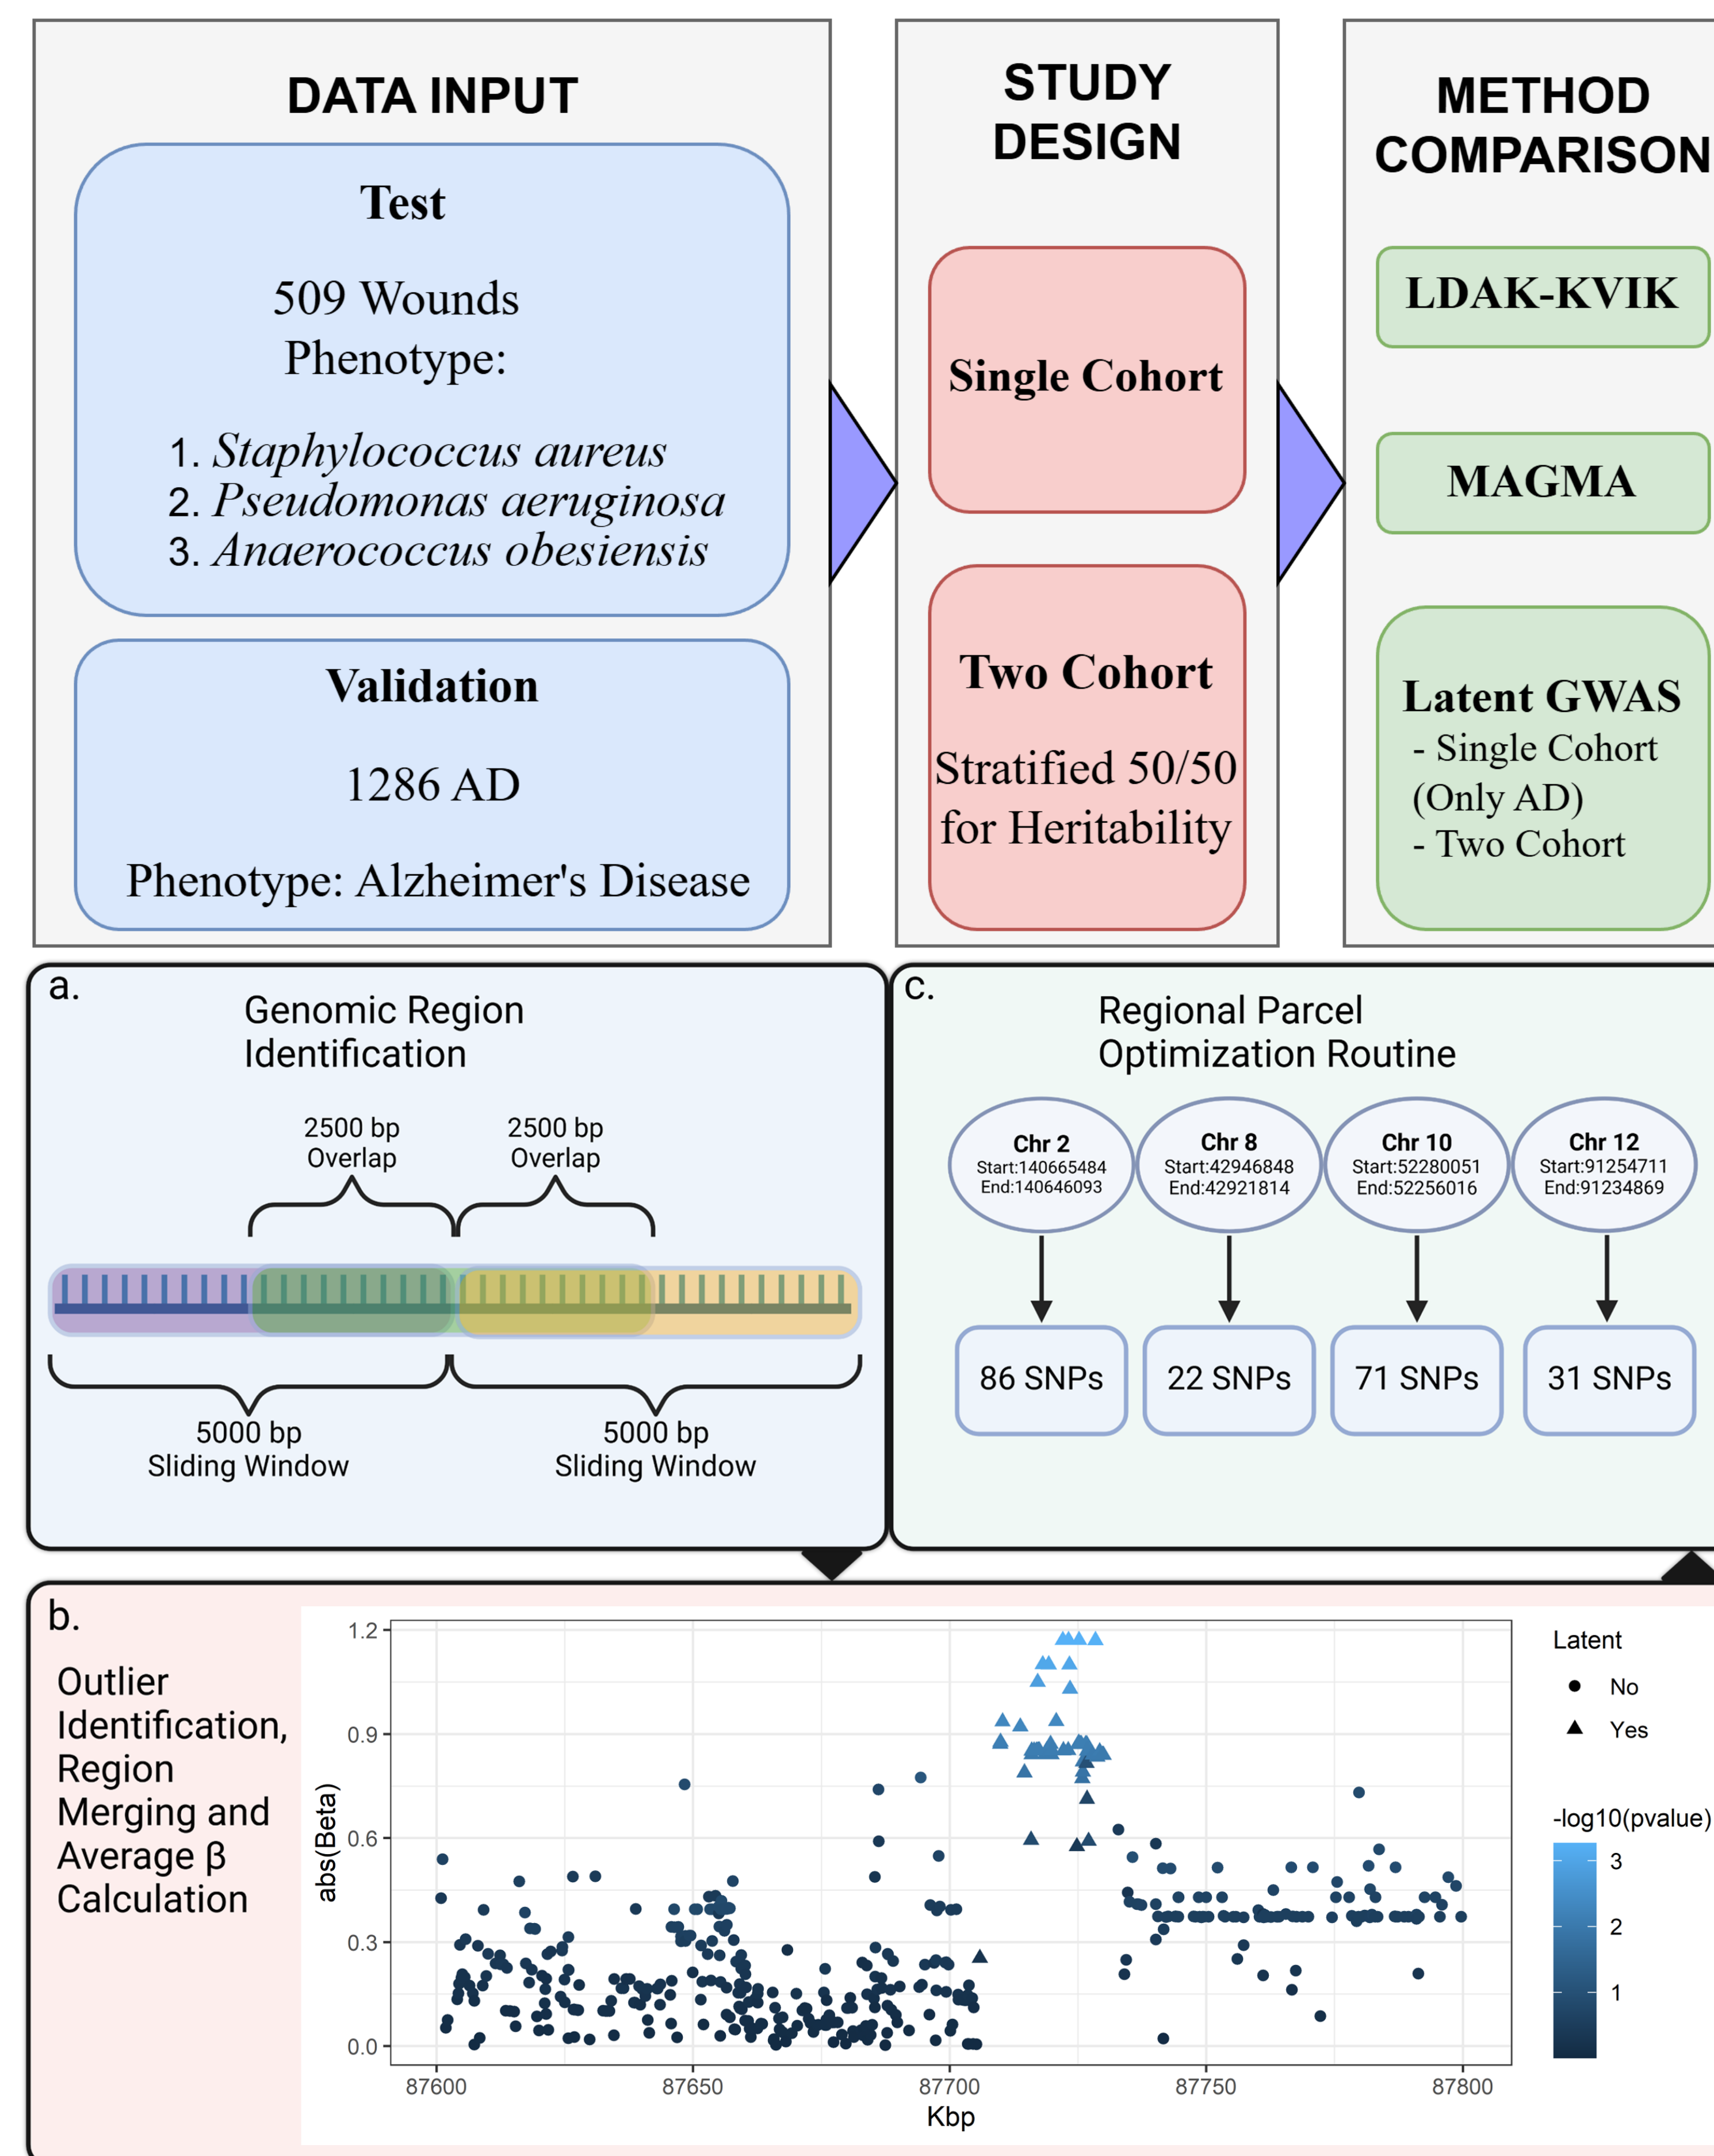 DATA INPUT
Test
509 Wounds
Phenotype:
1. Staphylococcus aureus
2. Pseudomonas aeruginosa
3. Anaerococcus obesiensis
Validation
1286 AD
Phenotype: Alzheimer's Disease
STUDY
DESIGN
Single Cohort
Two Cohort
Stratified 50/50
for Heritability
METHOD
COMPARISON
LDAK-KVIK
MAGMA
Latent GWAS
- Single Cohort
(Only AD)
- Two Cohort
a.
Genomic Region
Identification
2500 bp
Overlap
2500 bp
Overlap
5000 bp
Sliding Window
5000 bp
Sliding Window
c.
Regional Parcel
Optimization Routine
Chr 2
Start:140665484
End:140646093
Chr 8
Start:42946848
End:42921814
Chr 10
Start:52280051
End:52256016
Chr 12
Start:91254711
End:91234869
86 SNPs
22 SNPs
71 SNPs
31 SNPs
b.
Outlier
Identification,
Region
Merging and
Average β
Calculation
abs(Beta)
1.2
0.9
0.6
0.3
0.0
87600
87650
87700
87750
87800
Kbp
Latent
No
Yes
-log10(pvalue)
3
2
1